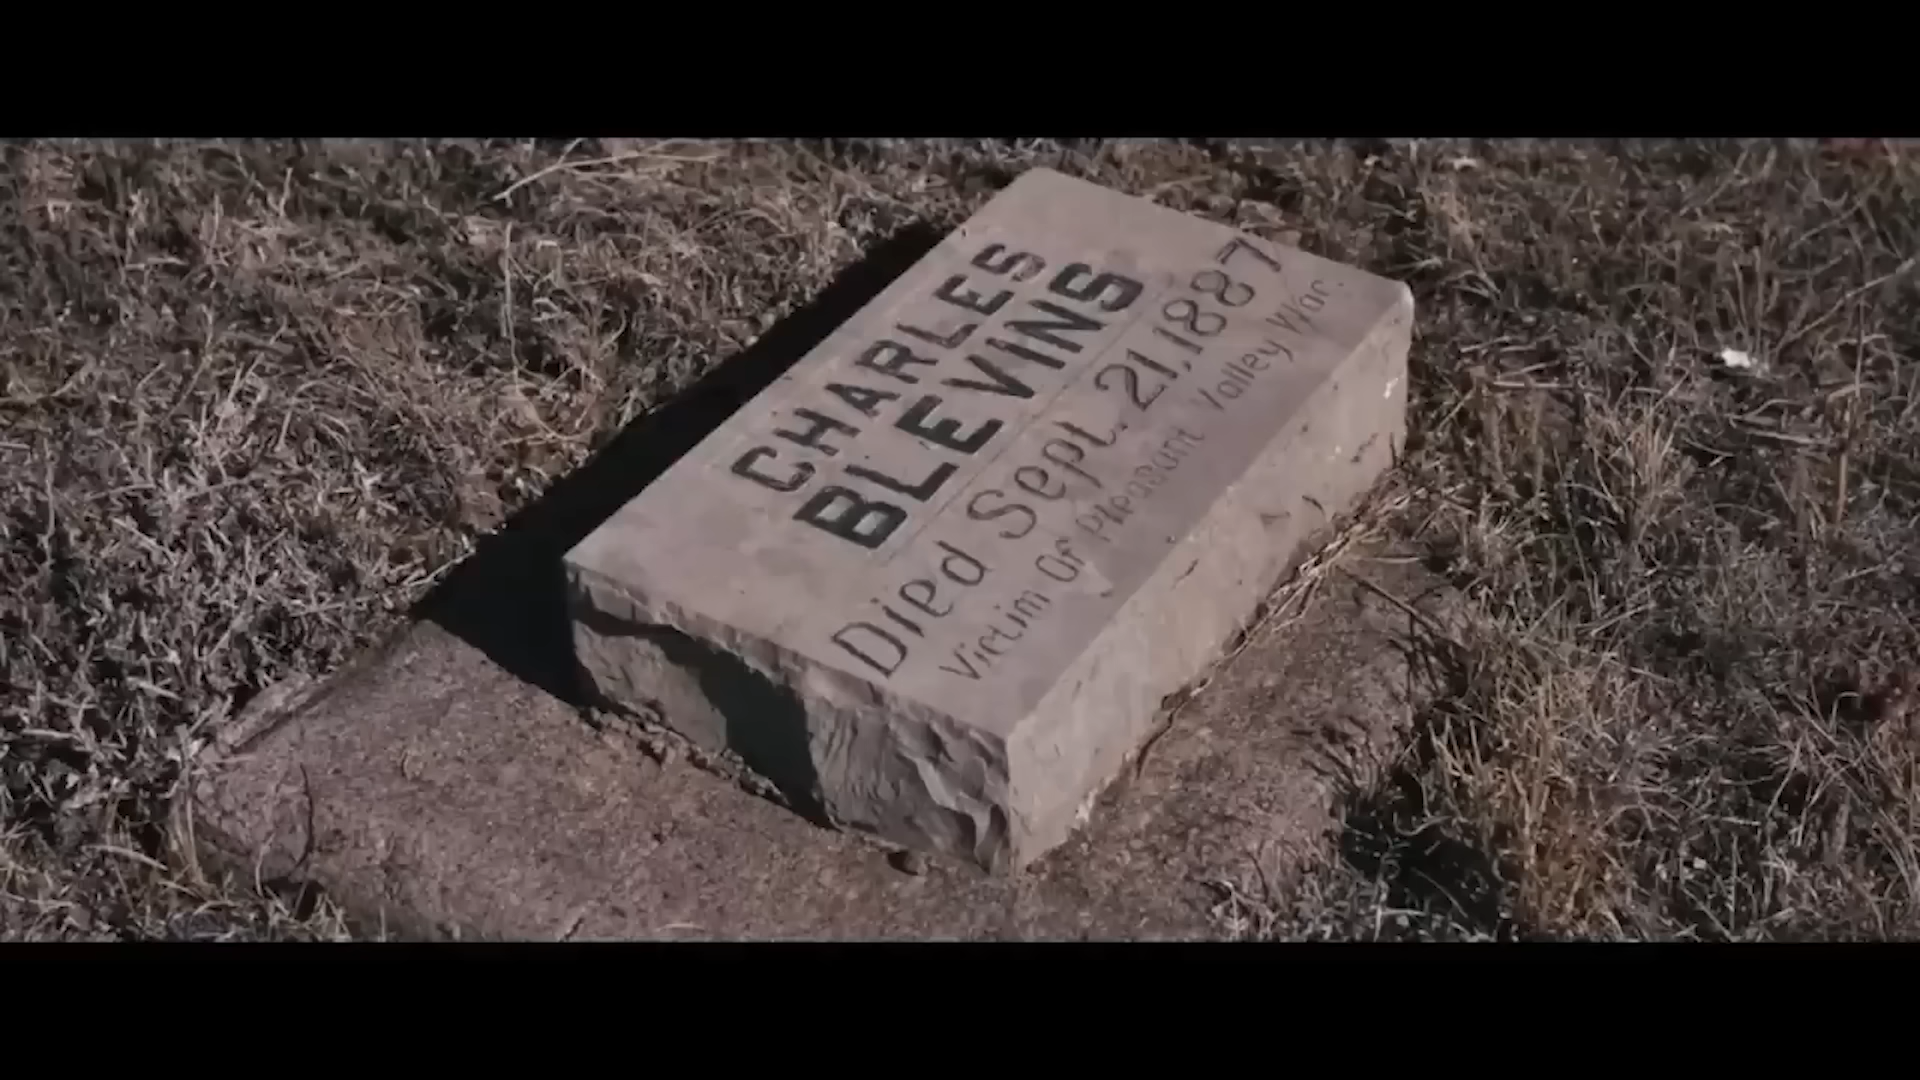 CHARLES
BLEVINS
Died Sept. 21, 1887
Victim Of Pleasant Valley War.